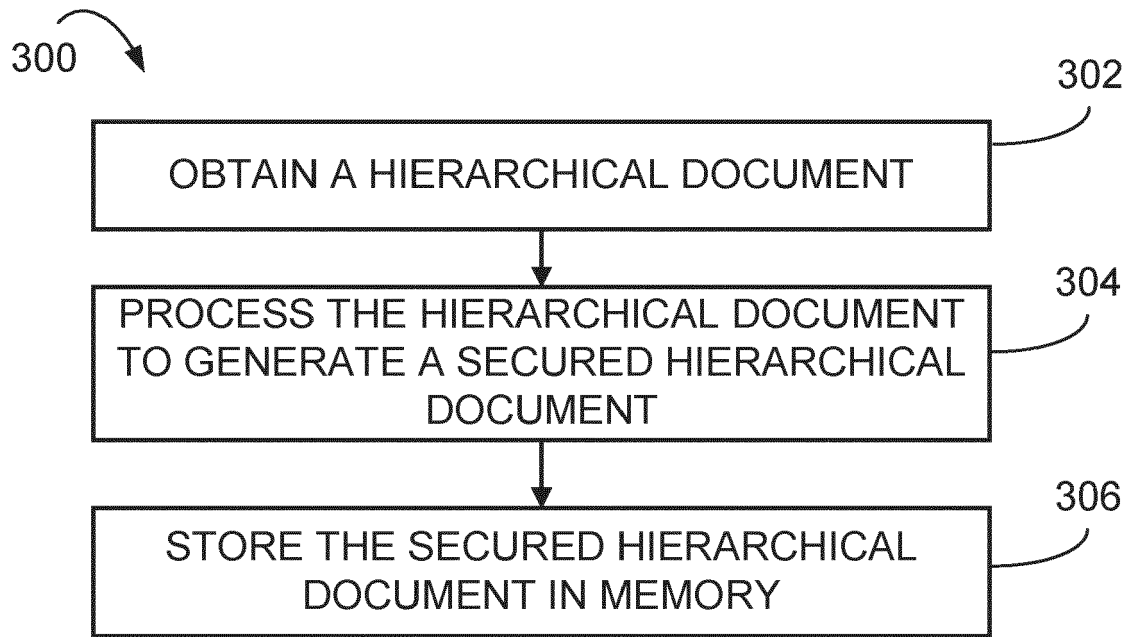 300
302
OBTAIN A HIERARCHICAL DOCUMENT
304
PROCESS THE HIERARCHICAL DOCUMENT
TO GENERATE A SECURED HIERARCHICAL
DOCUMENT
306
STORE THE SECURED HIERARCHICAL
DOCUMENT IN MEMORY